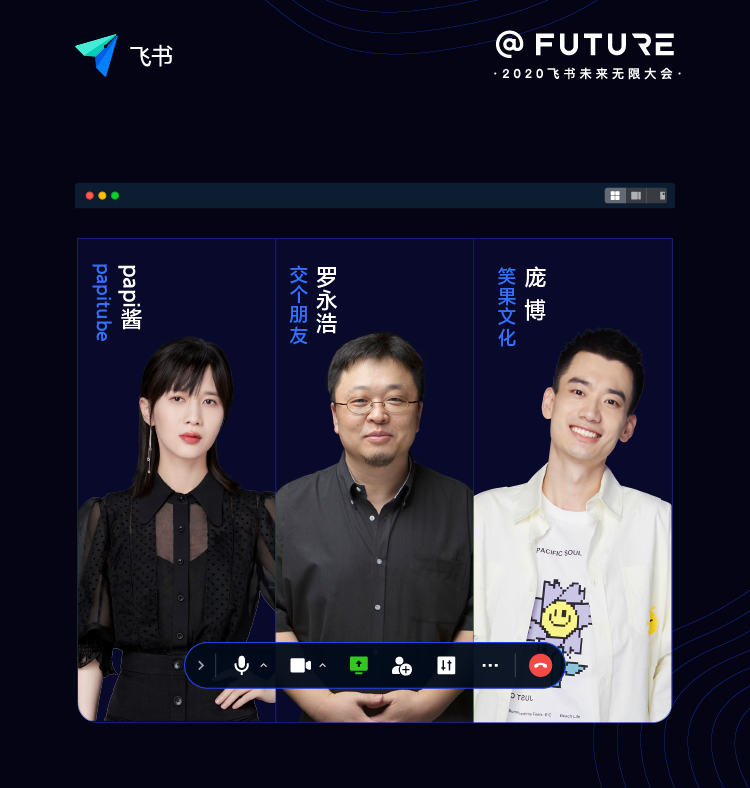 飞书
@ FUTURE
·2020飞书未来无限大会·
papi酱
papitube
罗永浩
交个朋友
庞博
笑果文化
PACIFIC SOUL